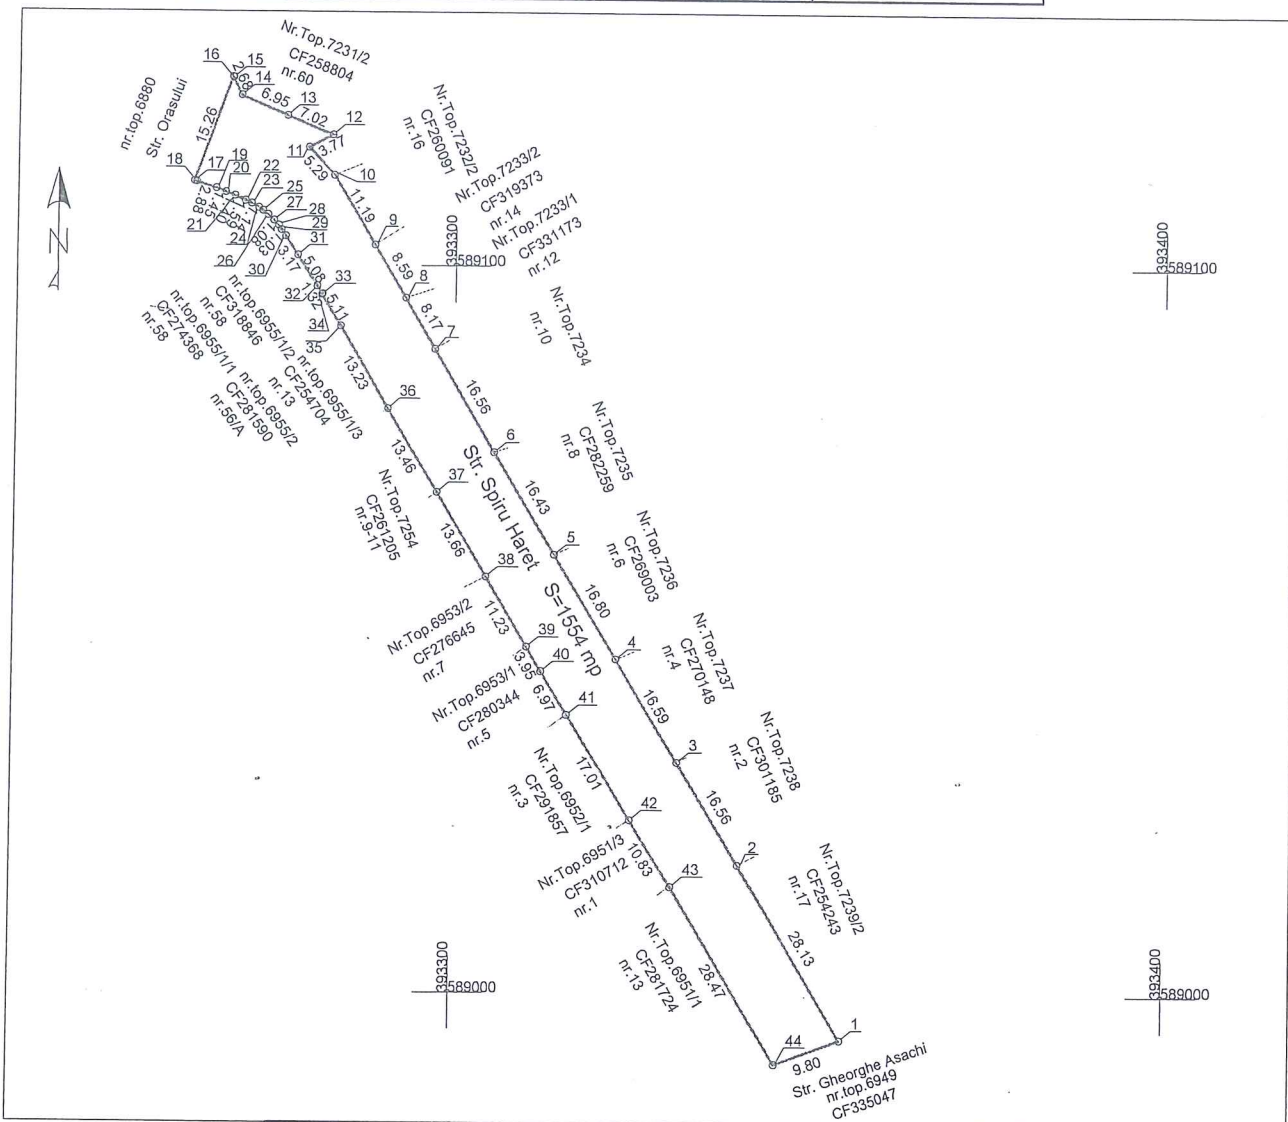 Nr.Top.7231/2
CF258804
nr.60
nr.top.6880
Str. Orasului
16
15
2.68
14
6.95
13
7.02
12
3.77
11
5.29
10
15.26
18
17
19
20
21
22
23
24
25
26
27
28
29
30
31
32
33
34
35
2.88
3.17
5.08
5.11
11.19
9
8.59
8
8.17
7
Nr.Top.7232/2
CF260091
nr.16
Nr.Top.7233/2
CF319373
nr.14
Nr.Top.7233/1
CF331173
nr.12
393300
589100
393400
589100
N
Nr.Top.7234
nr.10
nr.top.6955/1/2
CF318846
nr.58
nr.top.6955/1/1
CF274368
nr.58
nr.top.6955/1/3
CF254704
nr.13
nr.top.6955/2
CF281590
nr.56/A
13.23
36
13.46
37
13.66
38
11.23
39
3.95
40
6.97
41
17.01
42
10.83
43
28.47
44
9.80
1
28.13
2
16.56
3
16.59
4
16.80
5
16.43
6
16.56
Str. Spiru Haret
S=1554 mp
Nr.Top.7235
CF282259
nr.8
Nr.Top.7236
CF269003
nr.6
Nr.Top.7237
CF270148
nr.4
Nr.Top.7238
CF301185
nr.2
Nr.Top.7239/2
CF254243
nr.17
Nr.Top.7254
CF261205
nr.9-11
Nr.Top.6953/2
CF276645
nr.7
Nr.Top.6953/1
CF280344
nr.5
Nr.Top.6952/1
CF291857
nr.3
Nr.Top.6951/3
CF310712
nr.1
Nr.Top.6951/1
CF281724
nr.13
393300
589000
393400
589000
Str. Gheorghe Asachi
nr.top.6949
CF335047